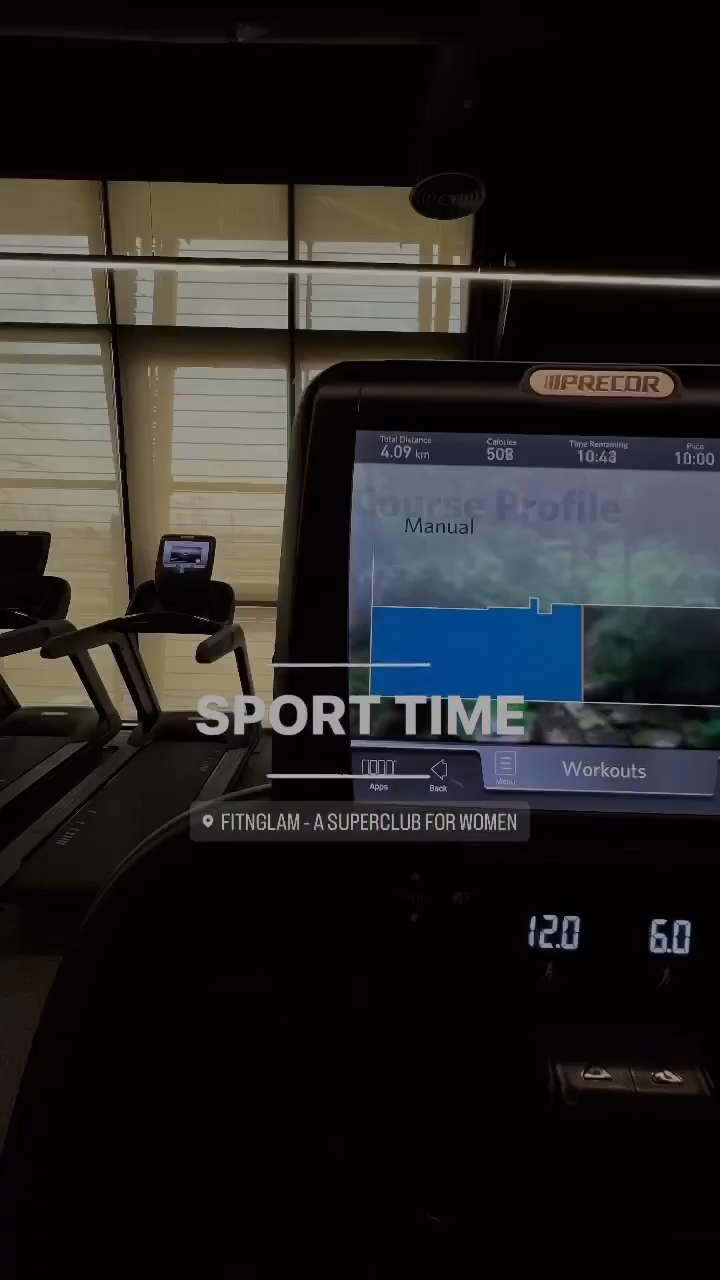 PRECOR
Total Distance Calories Time Remaining Pace
4.09 km 508 10:43 10:00
Course Profile
Manual
SPORT TIME
Apps Back Menu Workouts
FITNGLAM - A SUPERCLUB FOR WOMEN
12.0 6.0